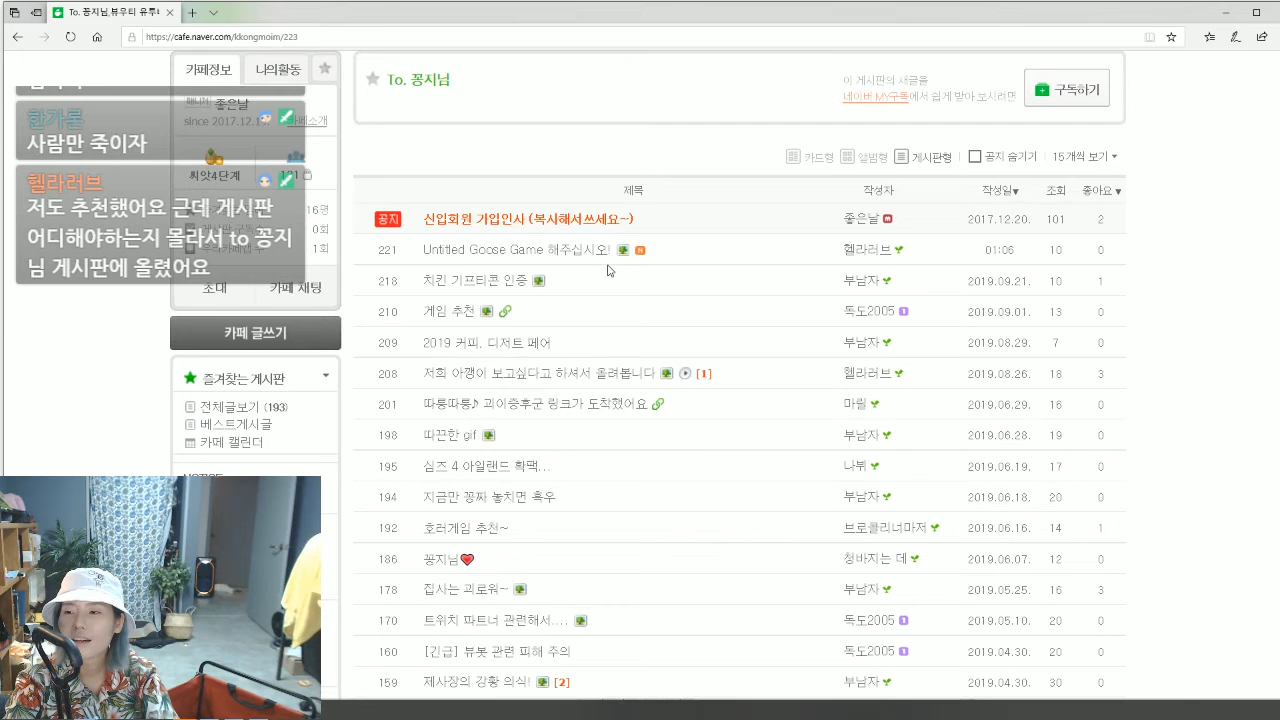 To. 꽁지님,뷰우티 유투브
https://cafe.naver.com/kkongmoim/223
카페정보
나의활동
한가름
사람만 죽이자
헬라러브
저도 추천했어요 근데 게시판
어디해야하는지 몰라서 to 꽁지
님 게시판에 올렸어요
매니저 좋은날
since 2017.12.1
카페소개
씨앗4단계
16명
0회
1회
초대
카페 채팅
카페 글쓰기
즐겨찾는 게시판
전체글보기 (193)
베스트게시글
카페 캘린더
To. 꽁지님
이 게시판의 새글을
네이버 MY구독에서 쉽게 받아 보시려면
구독하기
카드형 앨범형 게시판형 공지 숨기기 15개씩 보기
제목 작성자 작성일 조회 좋아요
공지 신입회원 가입인사 (복사해서쓰세요~) 좋은날 2017.12.20. 101 2
221 Untitled Goose Game 해주십시오! 헬라러브 01:06 10 0
218 치킨 기프티콘 인증 부남자 2019.09.21. 10 1
210 게임 추천 독도2005 2019.09.01. 13 0
209 2019 커피, 디저트 페어 부남자 2019.08.29. 7 0
208 저희 아깽이 보고싶다고 하셔서 올려봅니다 [1] 헬라러브 2019.08.26. 18 3
201 따릉따릉♪ 괴이증후군 링크가 도착했어요 마릴 2019.06.29. 16 0
198 따끈한 gif 부남자 2019.06.28. 19 0
195 심즈 4 아일랜드 확팩... 나뷔 2019.06.19. 17 0
194 지금만 꽁짜 놓치면 흑우 부남자 2019.06.18. 20 0
192 호러게임 추천~ 브로콜리너마저 2019.06.16. 14 1
186 꽁지님❤ 청바지는 데 2019.06.07. 12 0
178 집사는 괴로워~ 부남자 2019.05.25. 16 3
170 트위치 파트너 관련해서.... 독도2005 2019.05.10. 20 0
160 [긴급] 뷰봇 관련 피해 주의 독도2005 2019.04.30. 20 0
159 제사장의 강황 의식! [2] 부남자 2019.04.30. 30 0